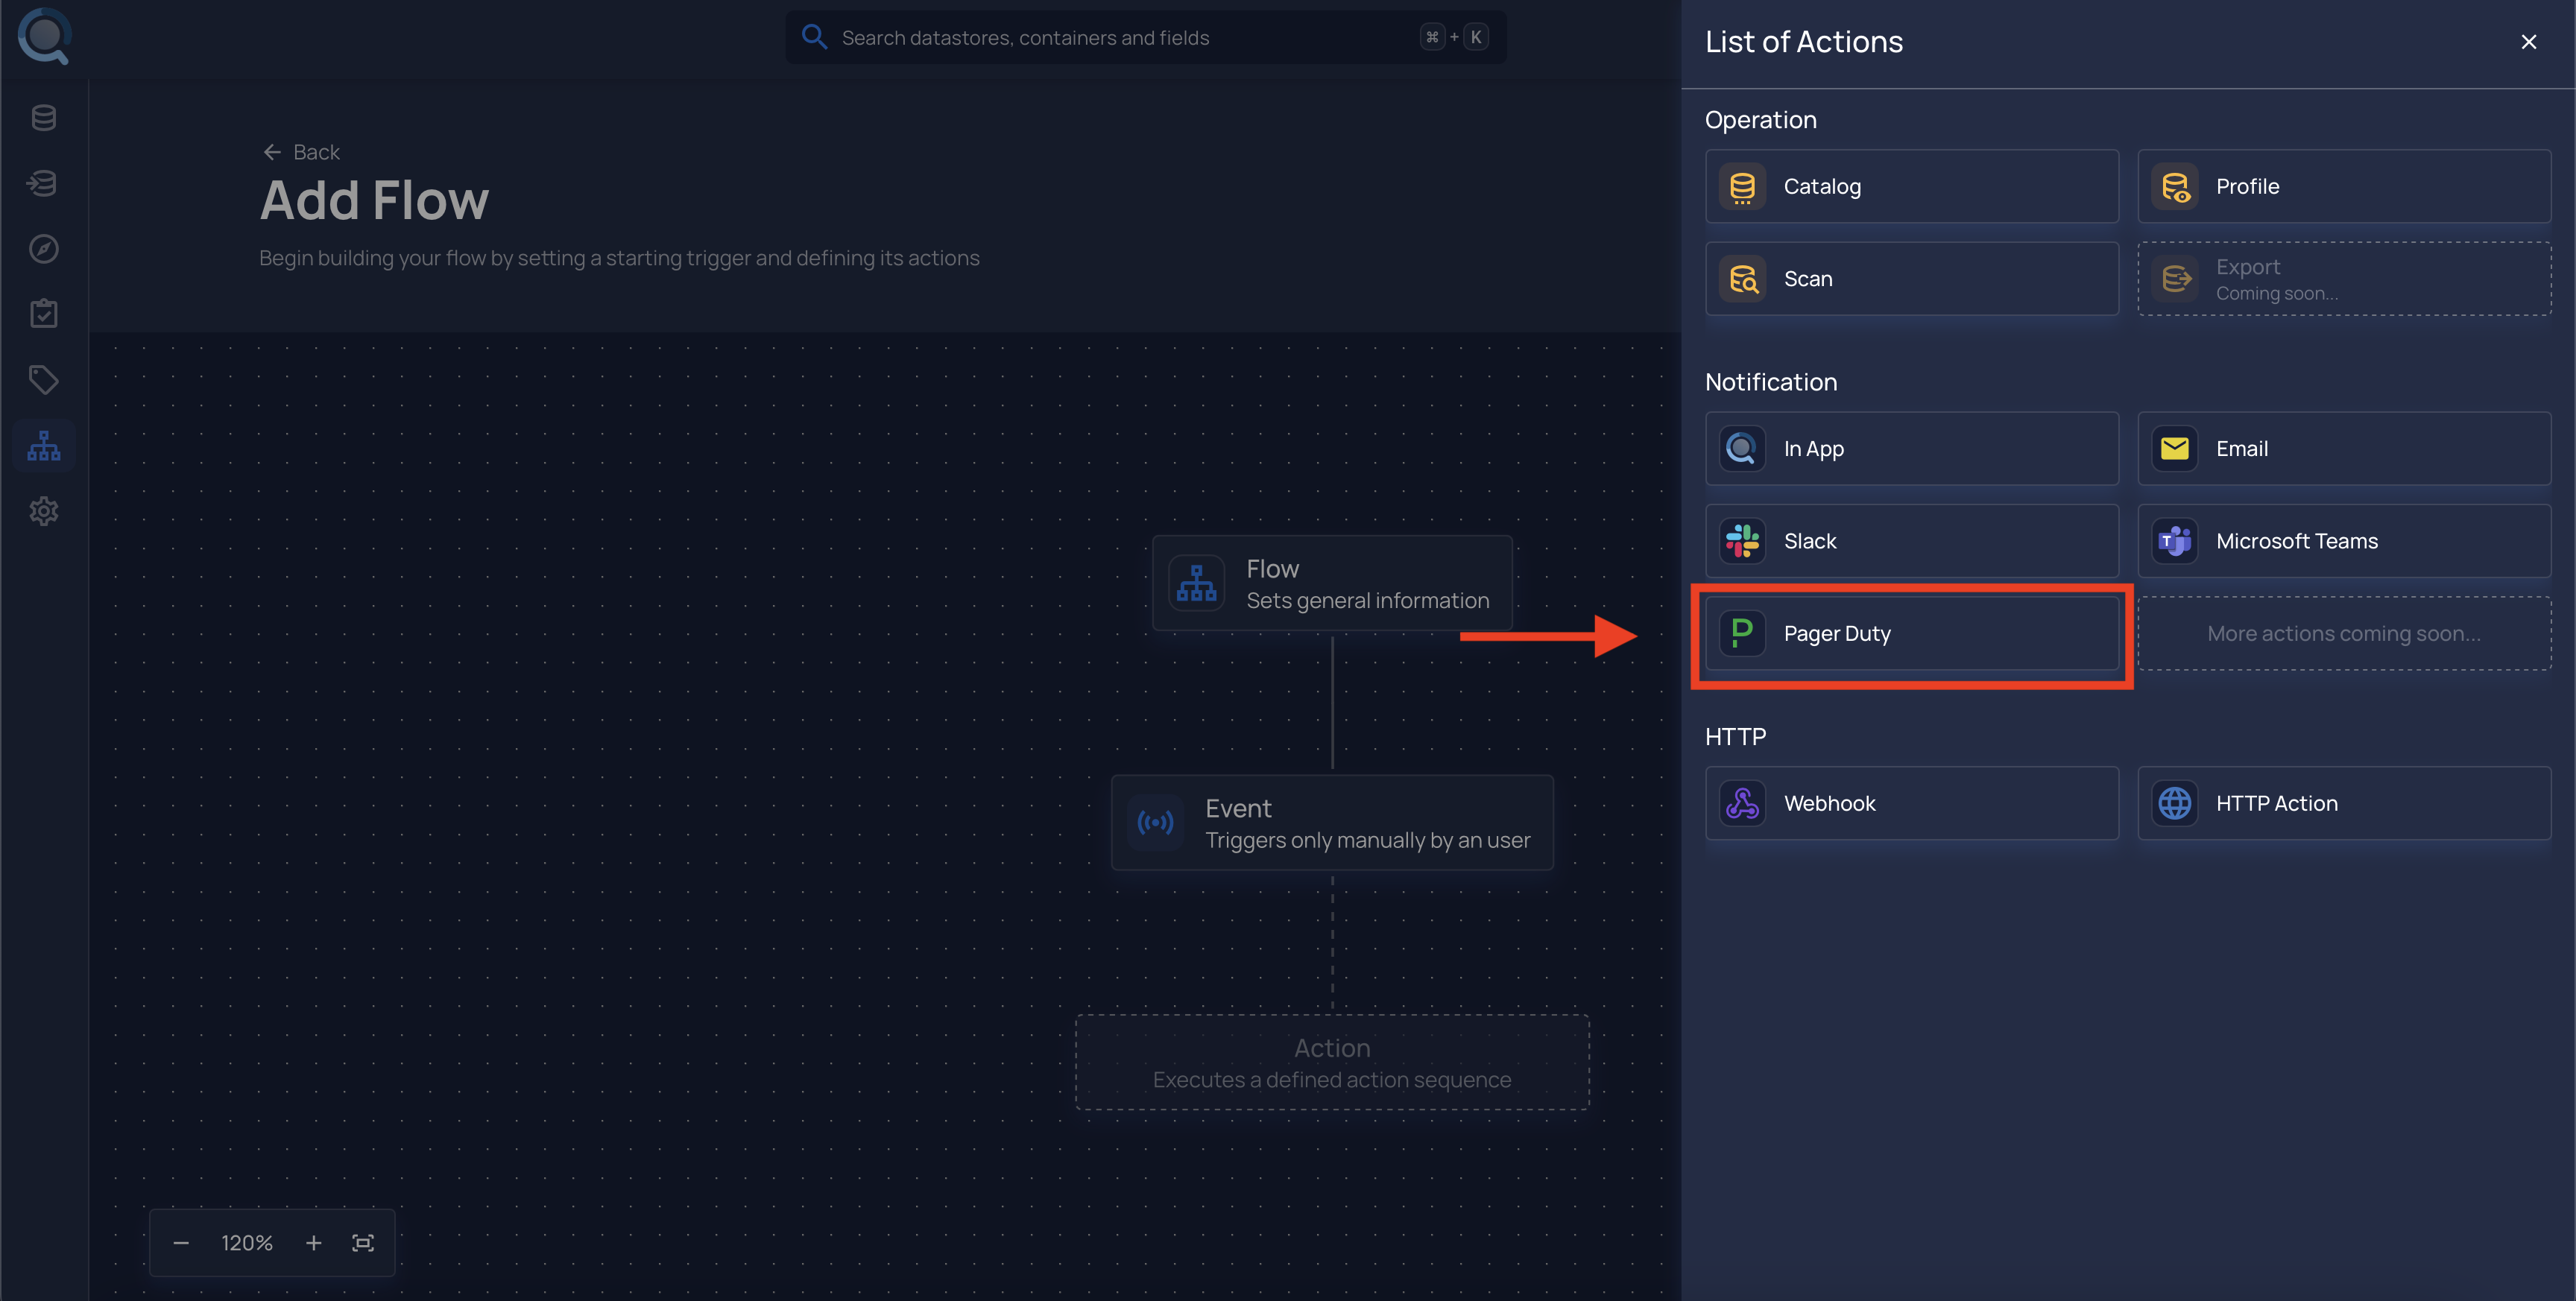 Search datastores, containers and fields
⌘ + K
Back
Add Flow
Begin building your flow by setting a starting trigger and defining its actions
Flow
Sets general information
Event
Triggers only manually by an user
Action
Executes a defined action sequence
120%
List of Actions
Operation
Catalog
Profile
Scan
Export
Coming soon...
Notification
In App
Email
Slack
Microsoft Teams
Pager Duty
More actions coming soon...
HTTP
Webhook
HTTP Action